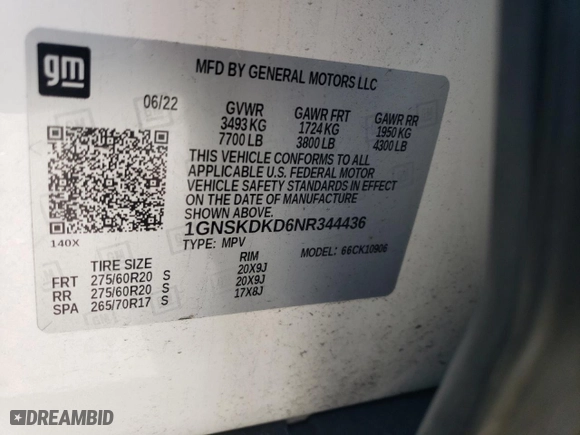 gm
MFD BY GENERAL MOTORS LLC
06/22
GVWR GAWR FRT GAWR RR
3493 KG 1724 KG 1950 KG
7700 LB 3800 LB 4300 LB
THIS VEHICLE CONFORMS TO ALL
APPLICABLE U.S. FEDERAL MOTOR
VEHICLE SAFETY STANDARDS IN EFFECT
ON THE DATE OF MANUFACTURE
SHOWN ABOVE.
1GNSKDKD6NR344436
TYPE: MPV MODEL: 66CK10906
140X
TIRE SIZE RIM
FRT 275/60R20 S 20X9J
RR 275/60R20 S 20X9J
SPA 265/70R17 S 17X8J
DREAMBID